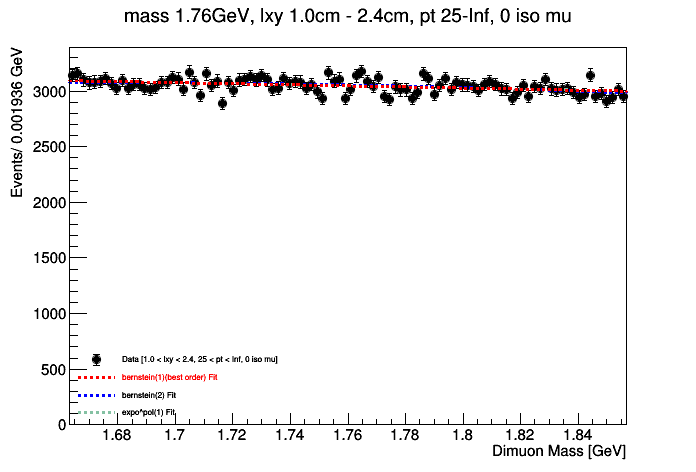 mass 1.76GeV, lxy 1.0cm - 2.4cm, pt 25-Inf, 0 iso mu
Events/ 0.001936 GeV
3000
2500
2000
1500
1000
500
0
Data [1.0 < lxy < 2.4, 25 < pt < Inf, 0 iso mu]
bernstein(1)(best order) Fit
bernstein(2) Fit
expo^pol(1) Fit
1.68 1.7 1.72 1.74 1.76 1.78 1.8 1.82 1.84
Dimuon Mass [GeV]